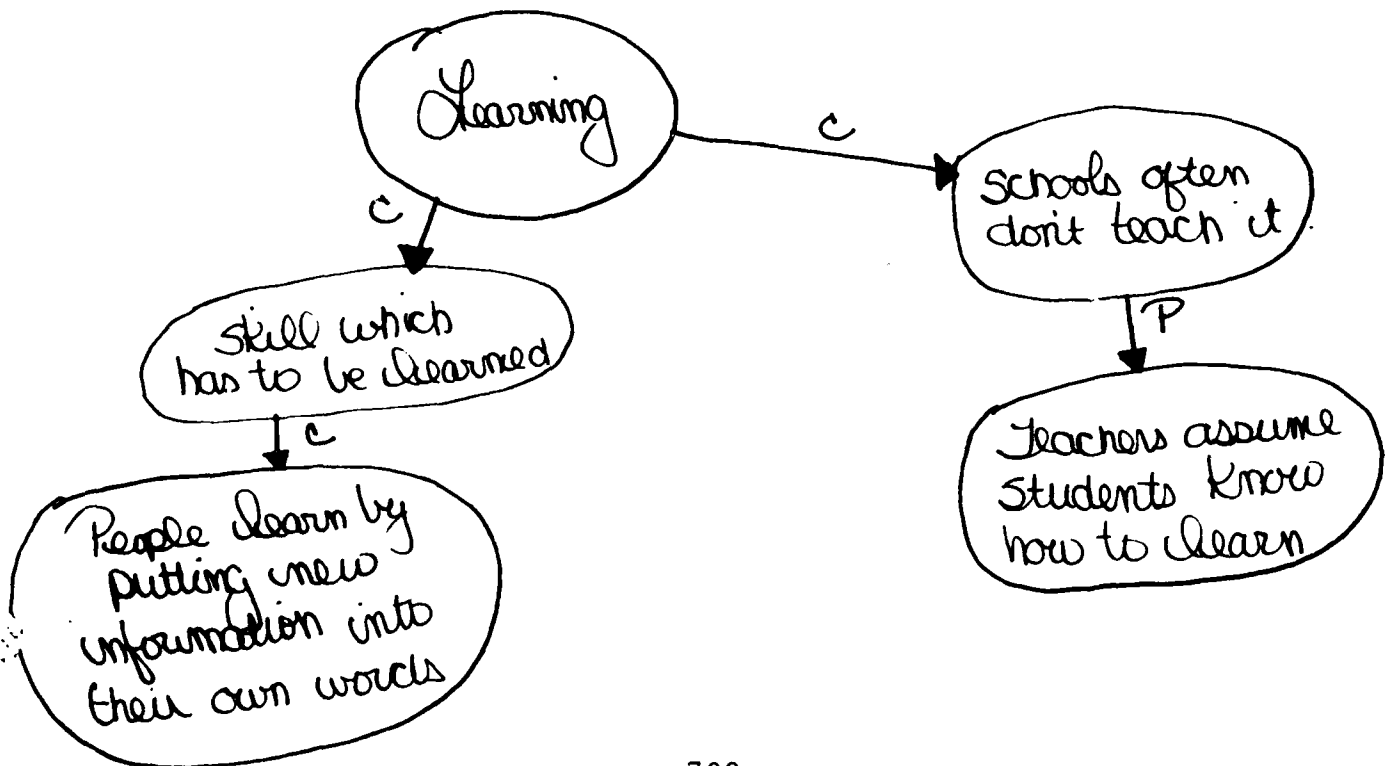 Learning
C
C
schools often
don't teach it
skill which
has to be learned
P
C
Teachers assume
students know
how to learn
People learn by
putting new
information into
their own words